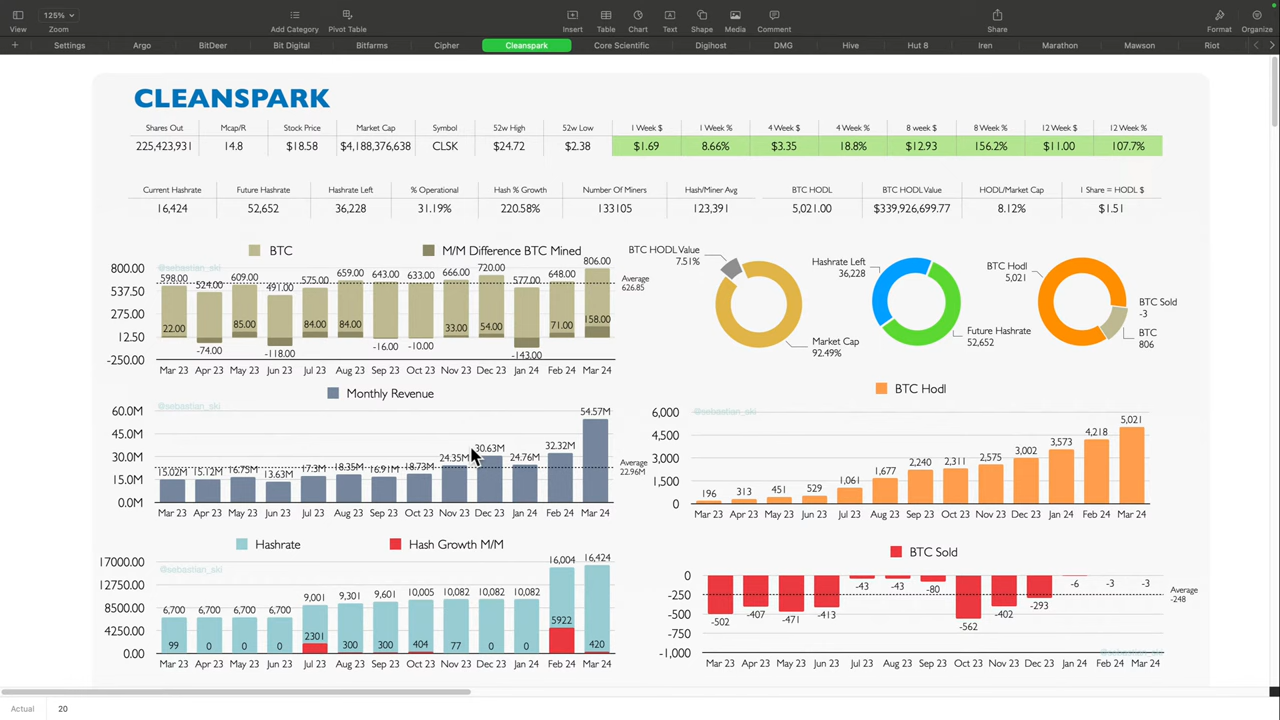 125%
View
Zoom
Add Category
Pivot Table
Insert
Table
Chart
Text
Shape
Media
Comment
Share
Format
Organize
Settings
Argo
BitDeer
Bit Digital
Bitfarms
Cipher
Cleanspark
Core Scientific
Digihost
DMG
Hive
Hut 8
Iren
Marathon
Mawson
Riot
CLEANSPARK
Shares Out Mcap/R Stock Price Market Cap Symbol 52w High 52w Low 1 Week $ 1 Week % 4 Week $ 4 Week % 8 week $ 8 Week % 12 Week $ 12 Week %
225,423,931 14.8 $18.58 $4,188,376,638 CLSK $24.72 $2.38 $1.69 8.66% $3.35 18.8% $12.93 156.2% $11.00 107.7%
Current Hashrate Future Hashrate Hashrate Left % Operational Hash % Growth Number Of Miners Hash/Miner Avg BTC HODL BTC HODL Value HODL/Market Cap 1 Share = HODL $
16,424 52,652 36,228 31.19% 220.58% 133105 123,391 5,021.00 $339,926,699.77 8.12% $1.51
BTC M/M Difference BTC Mined
@sebastian_ski
800.00
537.50
275.00
12.50
-250.00
598.00 524.00 609.00 491.00 575.00 659.00 643.00 633.00 666.00 720.00 577.00 648.00 806.00
22.00 -74.00 85.00 -118.00 84.00 84.00 -16.00 -10.00 33.00 54.00 -143.00 71.00 158.00
Average
626.85
Mar 23 Apr 23 May 23 Jun 23 Jul 23 Aug 23 Sep 23 Oct 23 Nov 23 Dec 23 Jan 24 Feb 24 Mar 24
BTC HODL Value
7.51%
Market Cap
92.49%
Hashrate Left
36,228
Future Hashrate
52,652
BTC Hodl
5,021
BTC Sold
-3
BTC
806
Monthly Revenue
@sebastian_ski
60.0M
45.0M
30.0M
15.0M
0.0M
15.02M 15.12M 16.75M 13.63M 17.3M 18.35M 16.91M 18.73M 24.35M 30.63M 24.76M 32.32M 54.57M
Average
22.96M
Mar 23 Apr 23 May 23 Jun 23 Jul 23 Aug 23 Sep 23 Oct 23 Nov 23 Dec 23 Jan 24 Feb 24 Mar 24
BTC Hodl
@sebastian_ski
6,000
4,500
3,000
1,500
0
196 313 451 529 1,061 1,677 2,240 2,311 2,575 3,002 3,573 4,218 5,021
Mar 23 Apr 23 May 23 Jun 23 Jul 23 Aug 23 Sep 23 Oct 23 Nov 23 Dec 23 Jan 24 Feb 24 Mar 24
Hashrate Hash Growth M/M
@sebastian_ski
17000.00
12750.00
8500.00
4250.00
0.00
6,700 6,700 6,700 6,700 9,001 9,301 9,601 10,005 10,082 10,082 10,082 16,004 16,424
99 0 0 0 2301 300 300 404 77 0 0 5922 420
Mar 23 Apr 23 May 23 Jun 23 Jul 23 Aug 23 Sep 23 Oct 23 Nov 23 Dec 23 Jan 24 Feb 24 Mar 24
BTC Sold
0
-250
-500
-750
-1,000
-502 -407 -471 -413 -43 -43 -80 -562 -402 -293 -6 -3 -3
Average
-248
@sebastian_ski
Mar 23 Apr 23 May 23 Jun 23 Jul 23 Aug 23 Sep 23 Oct 23 Nov 23 Dec 23 Jan 24 Feb 24 Mar 24
Actual 20